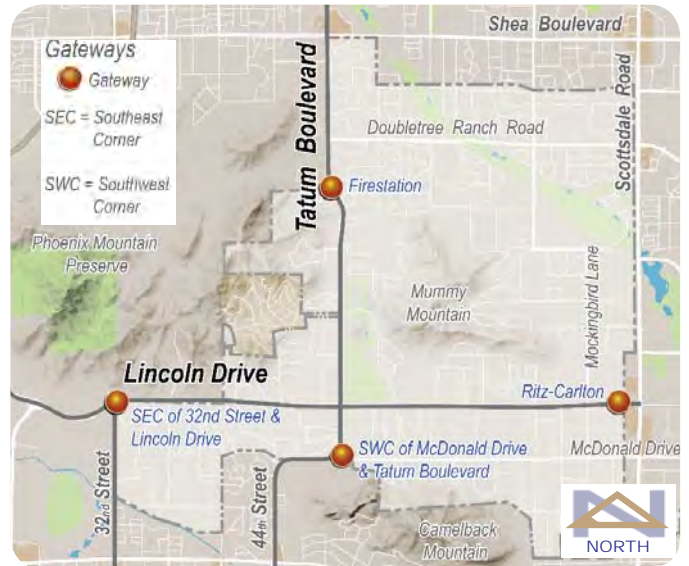 Gateways
Gateway
SEC = Southeast
Corner
SWC = Southwest
Corner
Shea Boulevard
Tatum Boulevard
Scottsdale Road
Doubletree Ranch Road
Firestation
Phoenix Mountain
Preserve
Mummy
Mountain
Mockingbird Lane
Lincoln Drive
Ritz-Carlton
SEC of 32nd Street &
Lincoln Drive
SWC of McDonald Drive
& Tatum Boulevard
McDonald Drive
32nd Street
44th Street
Camelback
Mountain
N
NORTH